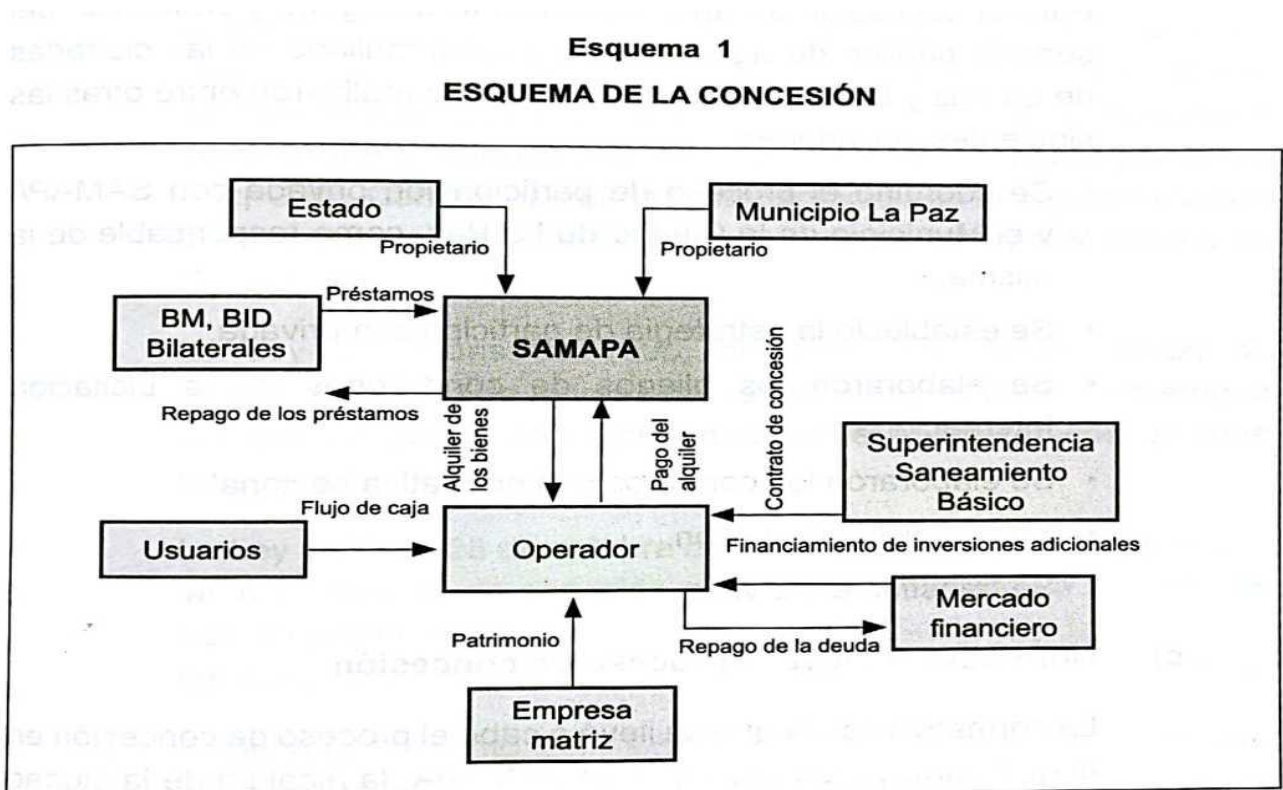 Esquema 1
ESQUEMA DE LA CONCESIÓN
Estado
Municipio La Paz
Propietario
Propietario
BM, BID
Bilaterales
Préstamos
SAMAPA
Repago de los préstamos
Alquiler de
los bienes
Pago del
alquiler
Contrato de concesión
Superintendencia
Saneamiento
Básico
Flujo de caja
Usuarios
Operador
Financiamiento de inversiones adicionales
Mercado
financiero
Patrimonio
Repago de la deuda
Empresa
matriz